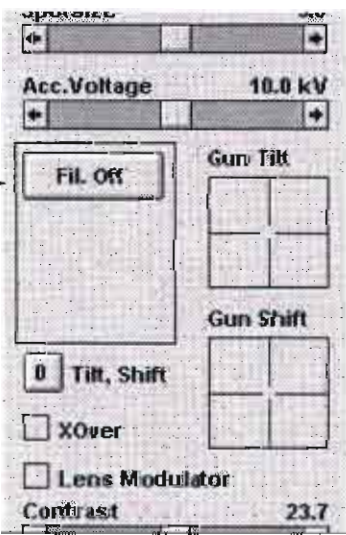 Spotsize
Acc.Voltage 10.0 kV
Fil. Off
Gun Tilt
Gun Shift
0 Tilt, Shift
XOver
Lens Modulator
Contrast 23.7